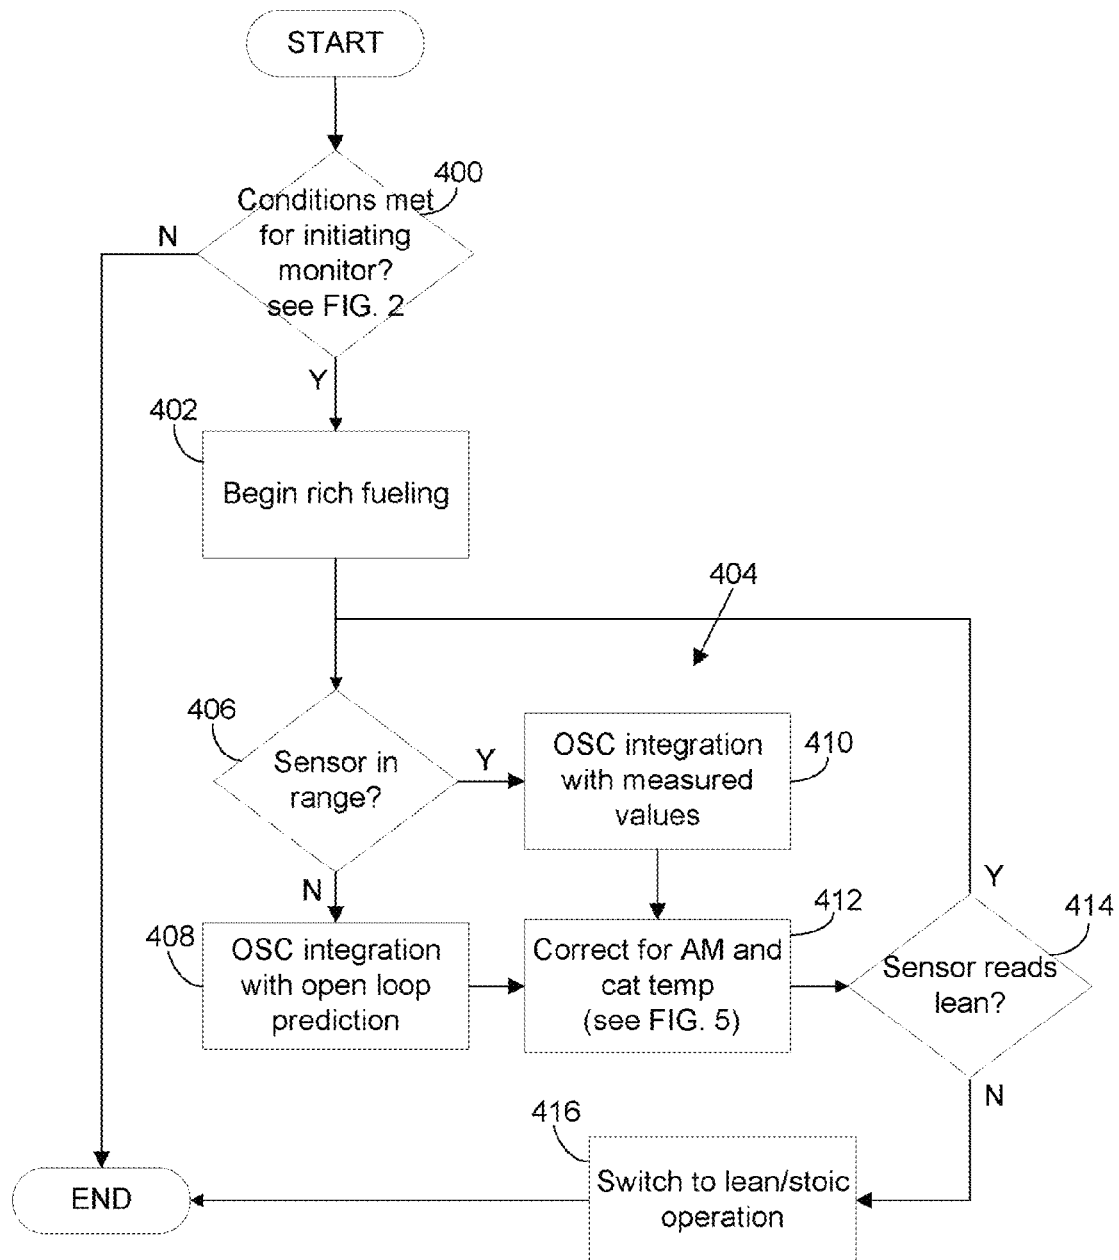 START
400
Conditions met
for initiating
monitor?
see FIG. 2
N
Y
402
Begin rich fueling
404
406
Sensor in
range?
Y
N
OSC integration
with measured
values
410
408
OSC integration
with open loop
prediction
412
Correct for AM and
cat temp
(see FIG. 5)
Y
414
Sensor reads
lean?
N
416
Switch to lean/stoic
operation
END